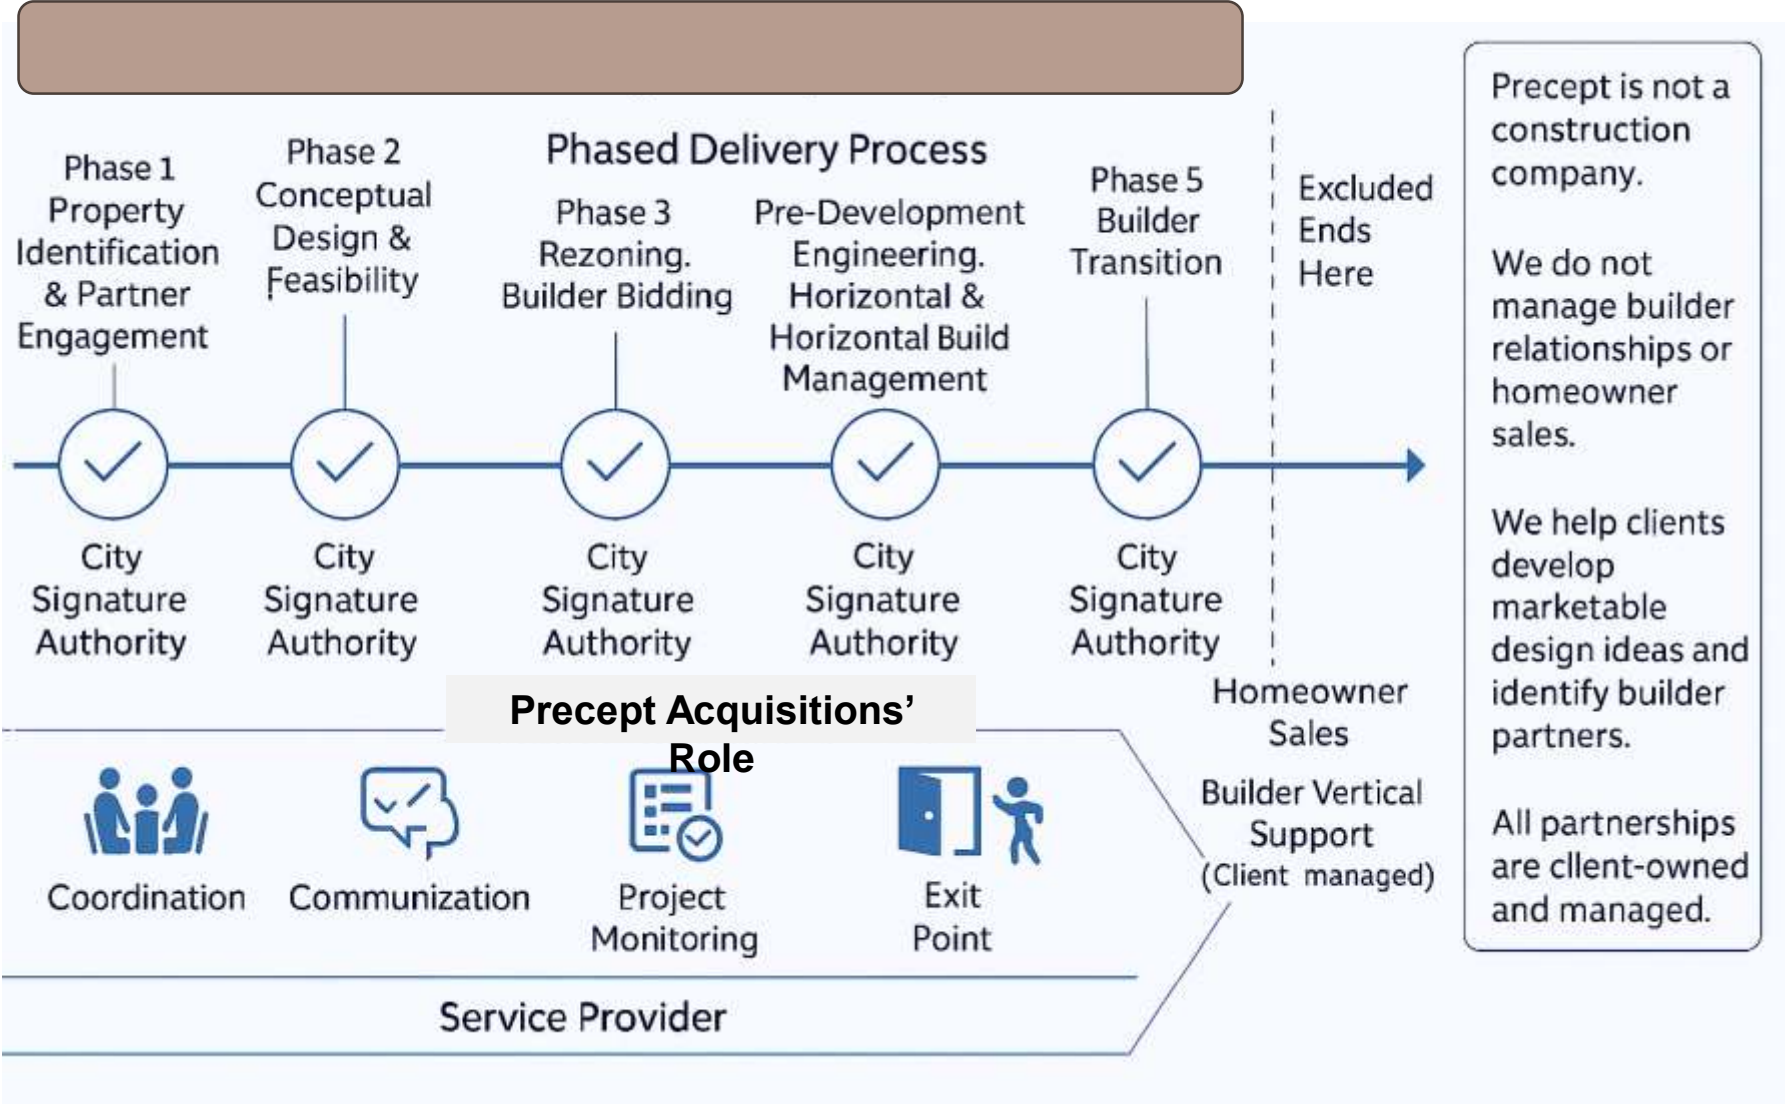 Phased Delivery Process
Phase 1
Property
Identification
& Partner
Engagement
Phase 2
Conceptual
Design &
Feasibility
Phase 3
Rezoning.
Builder Bidding
Pre-Development
Engineering.
Horizontal &
Horizontal Build
Management
Phase 5
Builder
Transition
Excluded
Ends
Here
City
Signature
Authority
City
Signature
Authority
City
Signature
Authority
City
Signature
Authority
City
Signature
Authority
Precept Acquisitions’
Role
Coordination
Communization
Project
Monitoring
Exit
Point
Homeowner
Sales
Builder Vertical
Support
(Client managed)
Service Provider
Precept is not a
construction
company.
We do not
manage builder
relationships or
homeowner
sales.
We help clients
develop
marketable
design ideas and
identify builder
partners.
All partnerships
are cllent-owned
and managed.